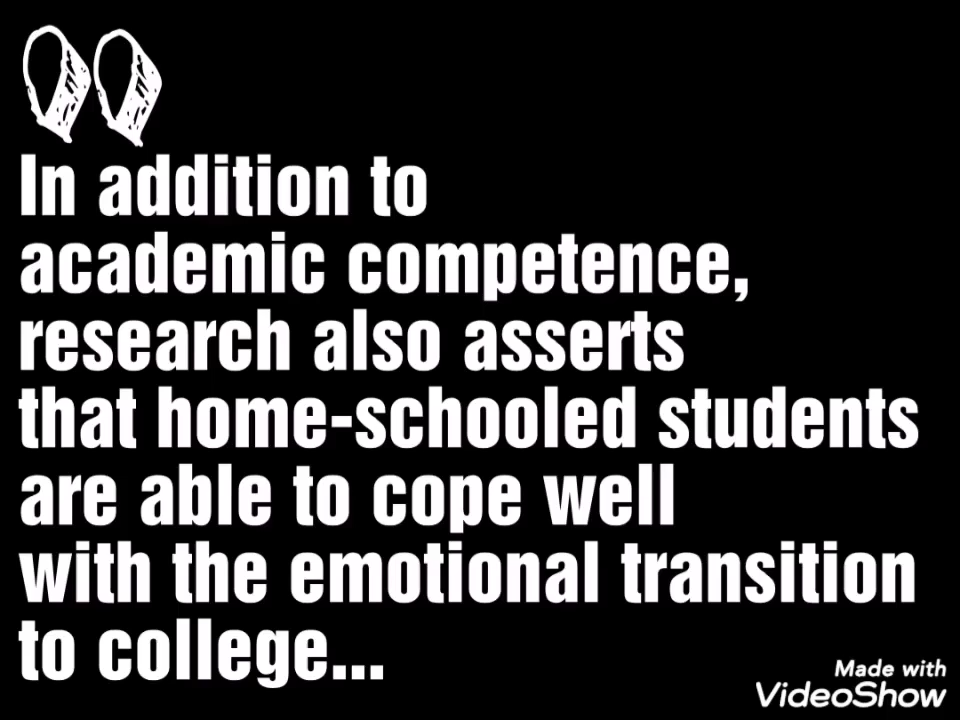 In addition to
academic competence,
research also asserts
that home-schooled students
are able to cope well
with the emotional transition
to college...
Made with
VideoShow